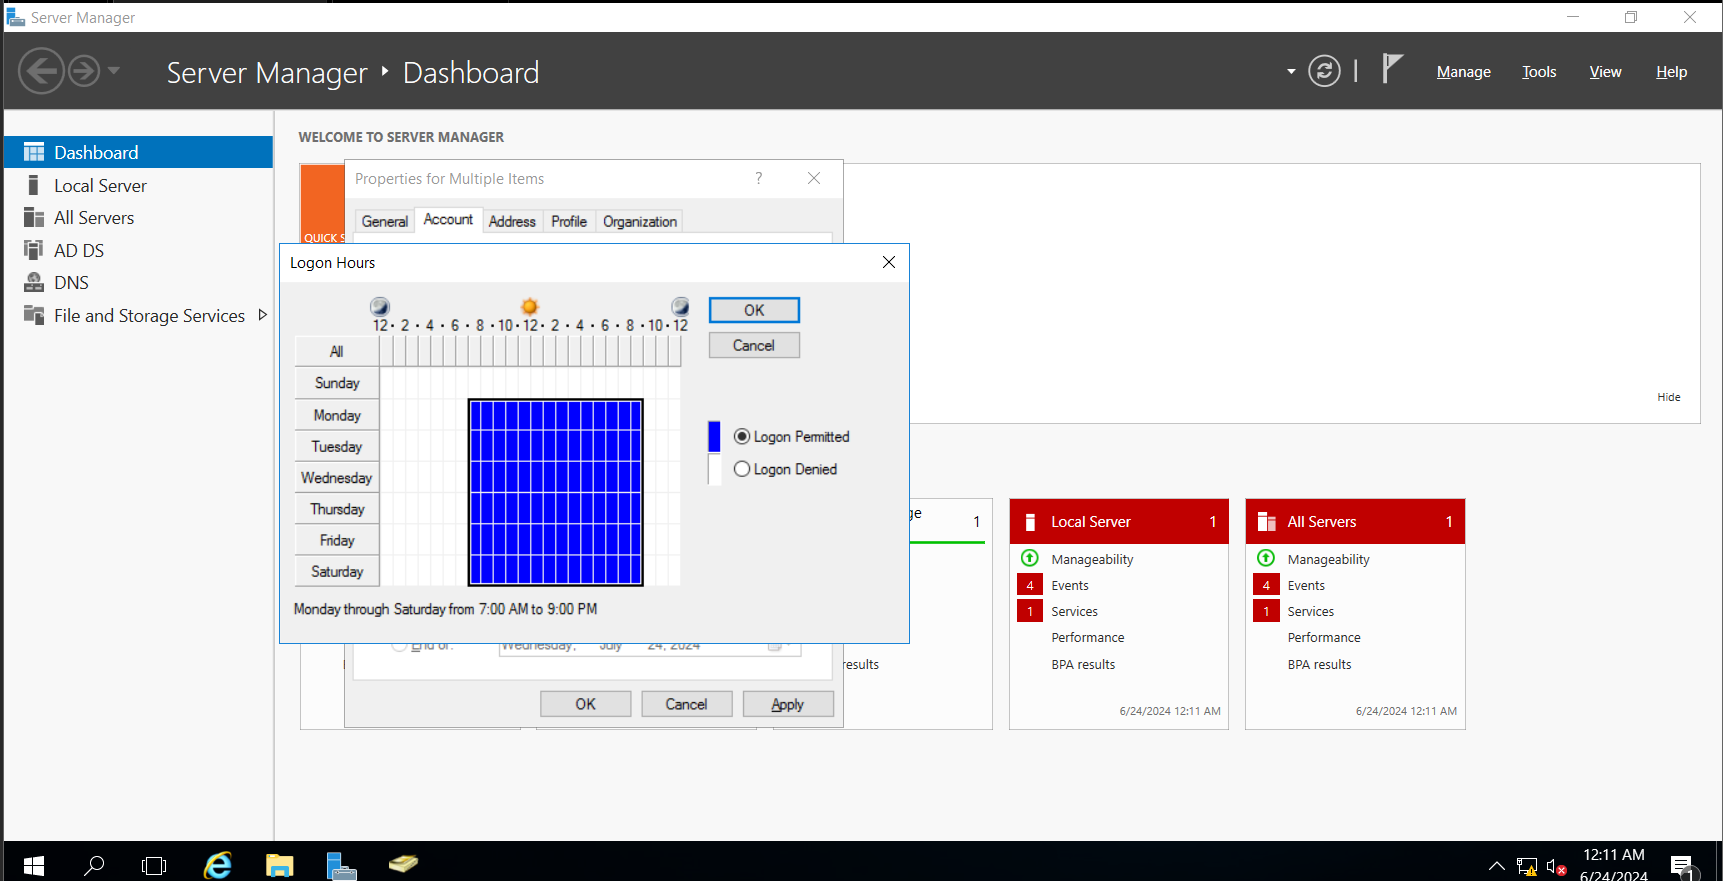 Server Manager
Server Manager ‣ Dashboard
Manage Tools View Help
Dashboard
Local Server
All Servers
AD DS
DNS
File and Storage Services
WELCOME TO SERVER MANAGER
QUICK S
Hide
Properties for Multiple Items ?
General Account Address Profile Organization
Logon Hours
12 · 2 · 4 · 6 · 8 · 10 · 12 · 2 · 4 · 6 · 8 · 10 · 12
All
Sunday
Monday
Tuesday
Wednesday
Thursday
Friday
Saturday
OK
Cancel
Logon Permitted
Logon Denied
Monday through Saturday from 7:00 AM to 9:00 PM
End of: Wednesday, July 24, 2024
OK Cancel Apply
ge 1
results
Local Server 1
Manageability
4 Events
1 Services
Performance
BPA results
6/24/2024 12:11 AM
All Servers 1
Manageability
4 Events
1 Services
Performance
BPA results
6/24/2024 12:11 AM
12:11 AM
6/24/2024
1